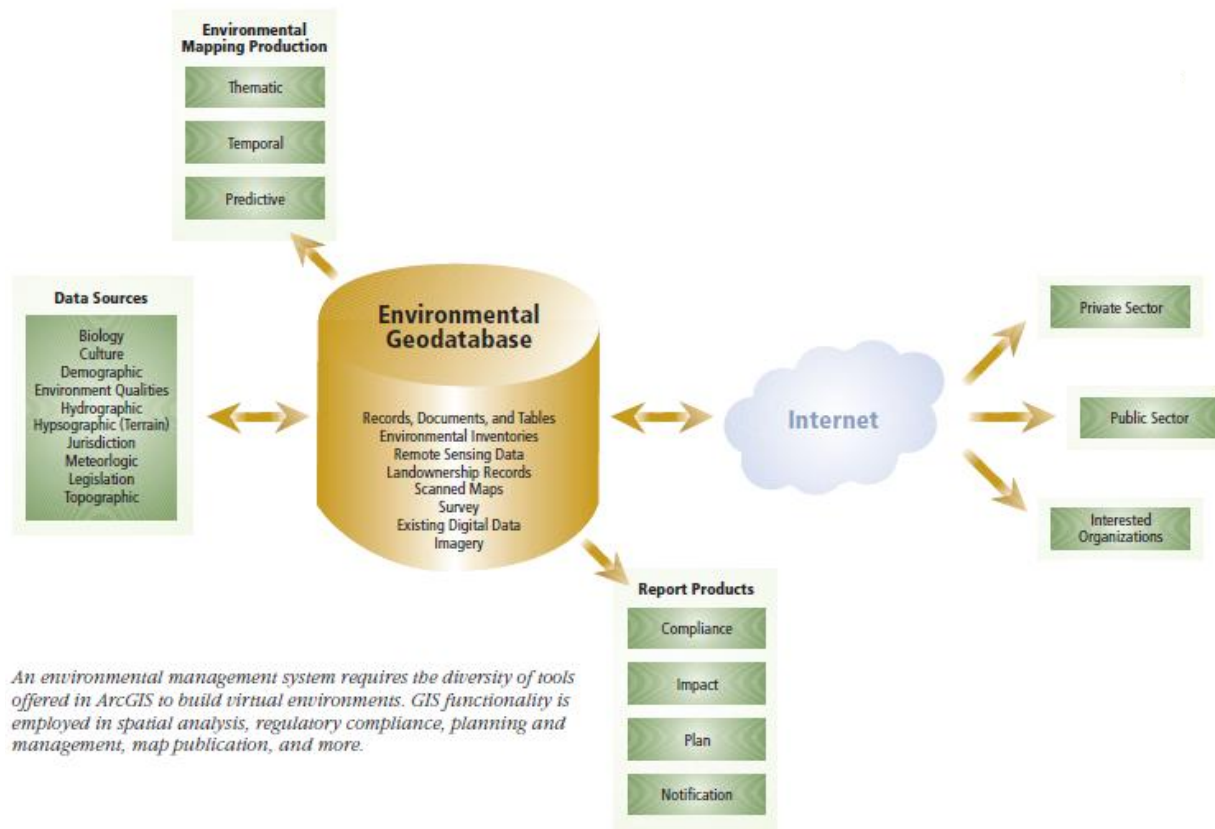 Environmental
Mapping Production
Thematic
Temporal
Predictive
Data Sources
Biology
Culture
Demographic
Environment Qualities
Hydrographic
Hypsographic (Terrain)
Jurisdiction
Meteorlogic
Legislation
Topographic
Environmental
Geodatabase
Records, Documents, and Tables
Environmental Inventories
Remote Sensing Data
Landownership Records
Scanned Maps
Survey
Existing Digital Data
Imagery
Internet
Private Sector
Public Sector
Interested
Organizations
Report Products
Compliance
Impact
Plan
Notification
An environmental management system requires the diversity of tools
offered in ArcGIS to build virtual environments. GIS functionality is
employed in spatial analysis, regulatory compliance, planning and
management, map publication, and more.